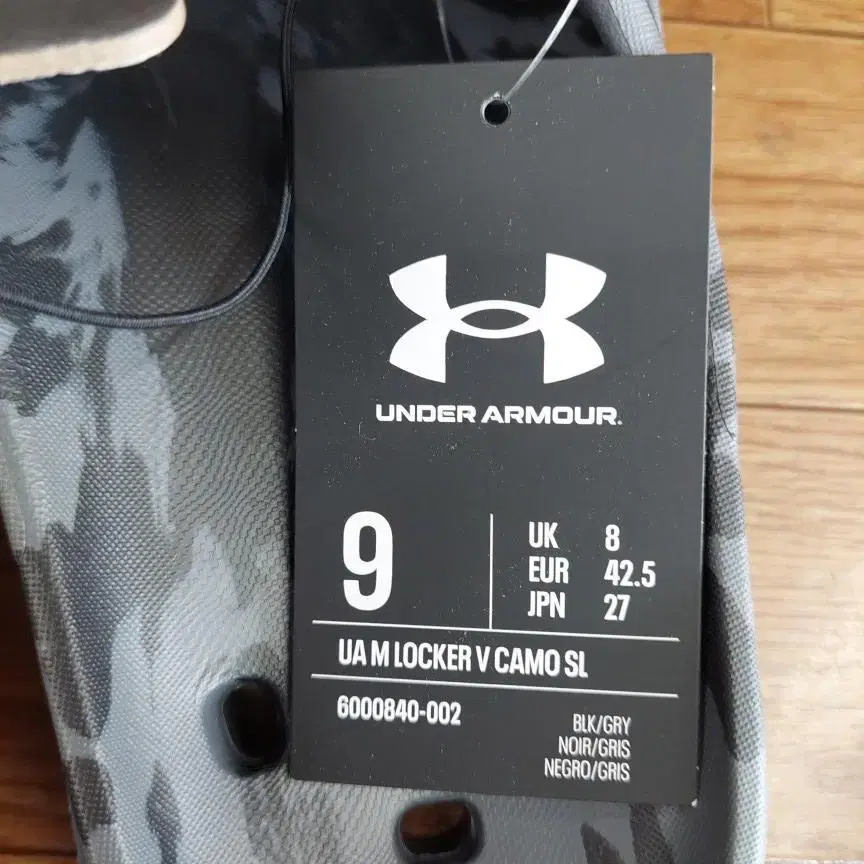 UNDER ARMOUR.
9
UK 8
EUR 42.5
JPN 27
UA M LOCKER V CAMO SL
6000840-002
BLK/GRY
NOIR/GRIS
NEGRO/GRIS